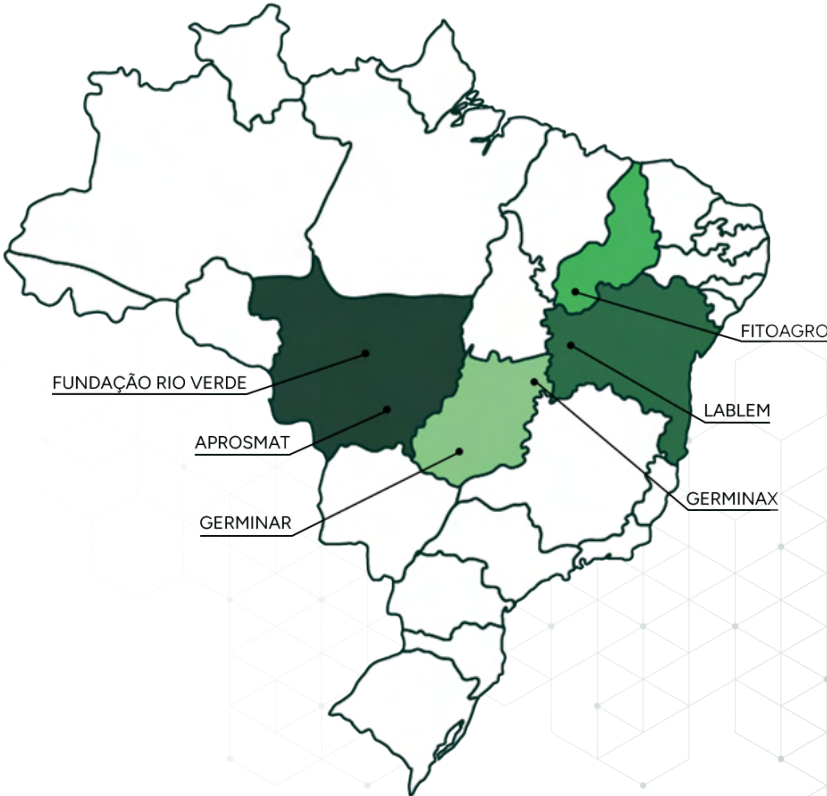 FITOAGRO
FUNDAÇÃO RIO VERDE
LABLEM
APROSMAT
GERMINAX
GERMINAR